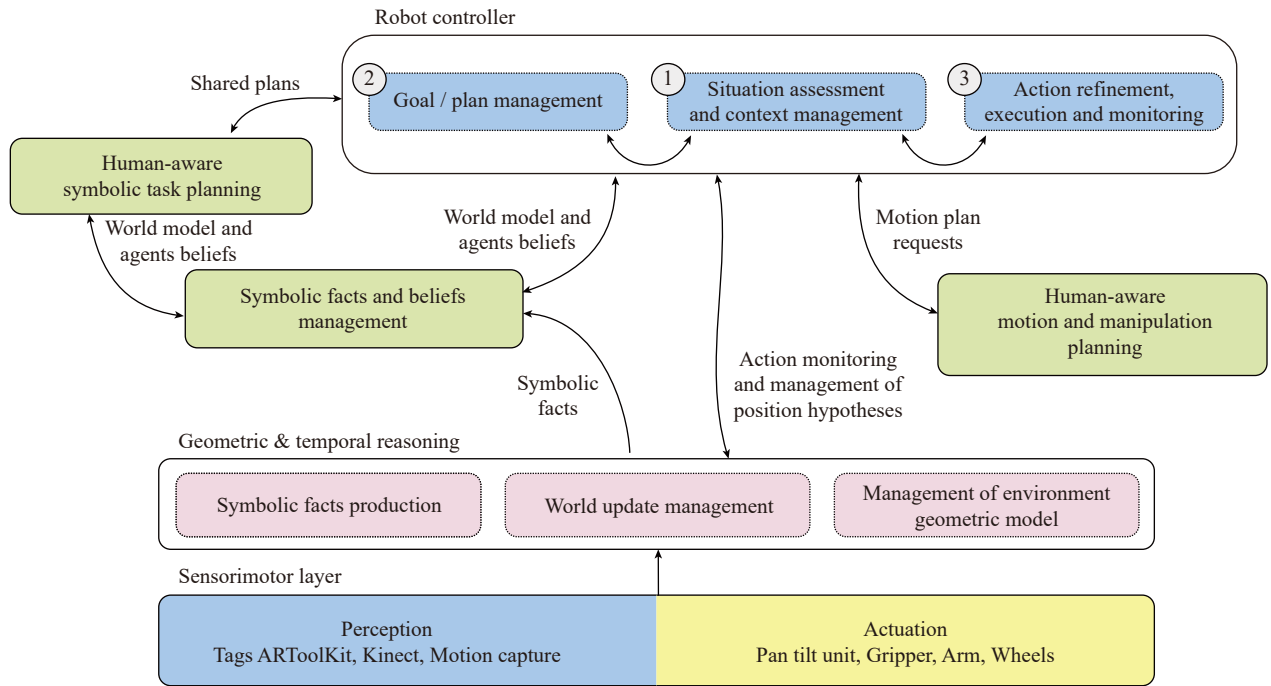 Robot controller
2
Goal / plan management
1
Situation assessment
and context management
3
Action refinement,
execution and monitoring
Shared plans
Human-aware
symbolic task planning
World model and
agents beliefs
World model and
agents beliefs
Motion plan
requests
Symbolic facts and beliefs
management
Human-aware
motion and manipulation
planning
Symbolic
facts
Action monitoring
and management of
position hypotheses
Geometric & temporal reasoning
Symbolic facts production
World update management
Management of environment
geometric model
Sensorimotor layer
Perception
Tags ARToolKit, Kinect, Motion capture
Actuation
Pan tilt unit, Gripper, Arm, Wheels